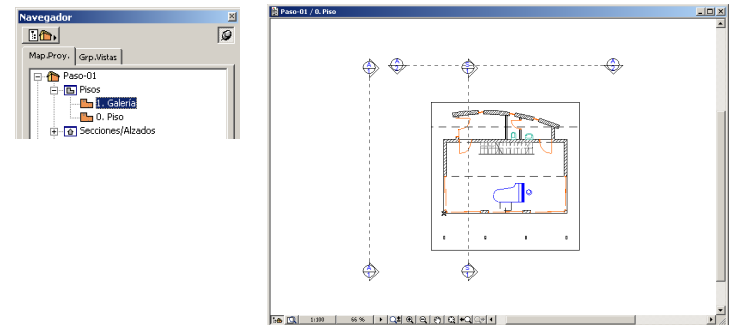 Navegador
Map.Proy.
Grp.Vistas
Paso-01
Pisos
1. Galería
0. Piso
Secciones/Alzados
Paso-01 / 0. Piso
1:100
66 %